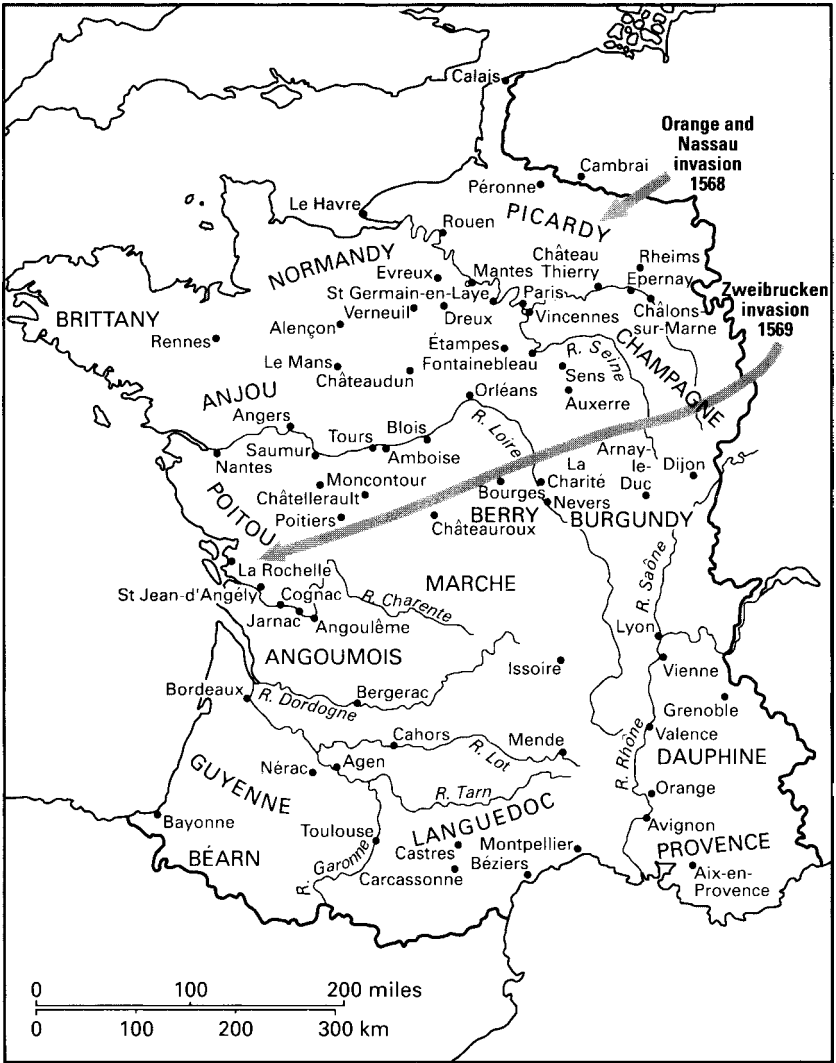 Calais
Orange and
Nassau
invasion
1568
Cambrai
Péronne
Le Havre
PICARDY
Rouen
NORMANDY
Château
Thierry
Rheims
Evreux
Mantes
Epernay
St Germain-en-Laye
Paris
Zweibrucken
invasion
1569
BRITTANY
Verneuil
Dreux
Vincennes
Châlons-
sur-Marne
Alençon
Rennes
Étampes
CHAMPAGNE
Le Mans
Fontainebleau
R. Seine
Châteaudun
Sens
ANJOU
Orléans
Auxerre
Angers
Blois
R. Loire
Tours
Saumur
Amboise
Nantes
Arnay-
le-
Duc
Dijon
Moncontour
La
Charité
POITOU
Châtellerault
Bourges
Nevers
Poitiers
BERRY
BURGUNDY
Châteauroux
La Rochelle
MARCHE
R. Saône
St Jean-d'Angély
Cognac
R. Charente
Jarnac
Angoulême
Lyon
ANGOUMOIS
Issoire
Vienne
Bordeaux
R. Dordogne
Bergerac
Grenoble
Cahors
Mende
R. Rhône
Valence
R. Lot
DAUPHINE
GUYENNE
Nérac
Agen
R. Tarn
Orange
Bayonne
LANGUEDOC
Avignon
Toulouse
Montpellier
PROVENCE
BÉARN
R. Garonne
Castres
Béziers
Carcassonne
Aix-en-
Provence
0 100 200 miles
0 100 200 300 km